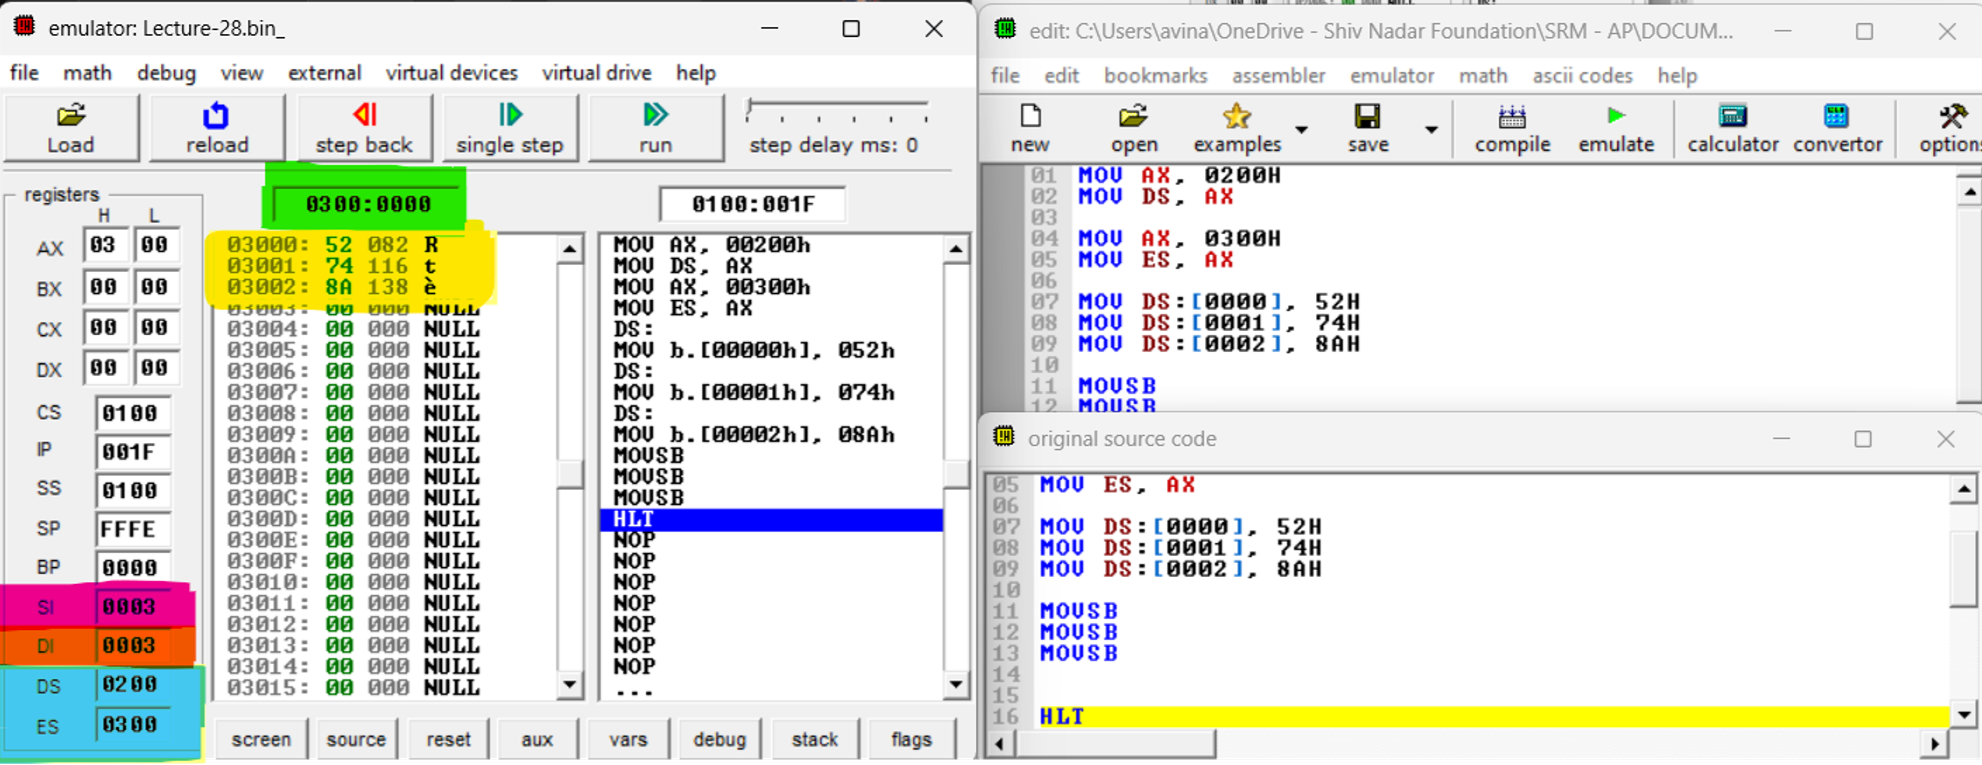 emulator: Lecture-28.bin_
file math debug view external virtual devices virtual drive help
Load reload step back single step run step delay ms: 0
registers
H L
AX 03 00
BX 00 00
CX 00 00
DX 00 00
CS 0100
IP 001F
SS 0100
SP FFFE
BP 0000
SI 0003
DI 0003
DS 0200
ES 0300
0300:0000
03000: 52 082 R
03001: 74 116 t
03002: 8A 138 è
03003: 00 000 NULL
03004: 00 000 NULL
03005: 00 000 NULL
03006: 00 000 NULL
03007: 00 000 NULL
03008: 00 000 NULL
03009: 00 000 NULL
0300A: 00 000 NULL
0300B: 00 000 NULL
0300C: 00 000 NULL
0300D: 00 000 NULL
0300E: 00 000 NULL
0300F: 00 000 NULL
03010: 00 000 NULL
03011: 00 000 NULL
03012: 00 000 NULL
03013: 00 000 NULL
03014: 00 000 NULL
03015: 00 000 NULL
0100:001F
MOV AX, 00200h
MOV DS, AX
MOV AX, 00300h
MOV ES, AX
DS:
MOV b.[00000h], 052h
DS:
MOV b.[00001h], 074h
DS:
MOV b.[00002h], 08Ah
MOVSB
MOVSB
MOVSB
HLT
NOP
NOP
NOP
NOP
NOP
NOP
NOP
...
screen source reset aux vars debug stack flags
edit: C:\Users\avina\OneDrive - Shiv Nadar Foundation\SRM - AP\DOCUM...
file edit bookmarks assembler emulator math ascii codes help
new open examples save compile emulate calculator convertor option
01 MOV AX, 0200H
02 MOV DS, AX
03
04 MOV AX, 0300H
05 MOV ES, AX
06
07 MOV DS:[0000], 52H
08 MOV DS:[0001], 74H
09 MOV DS:[0002], 8AH
10
11 MOVSB
12 MOVSB
original source code
05 MOV ES, AX
06
07 MOV DS:[0000], 52H
08 MOV DS:[0001], 74H
09 MOV DS:[0002], 8AH
10
11 MOVSB
12 MOVSB
13 MOVSB
14
15
16 HLT